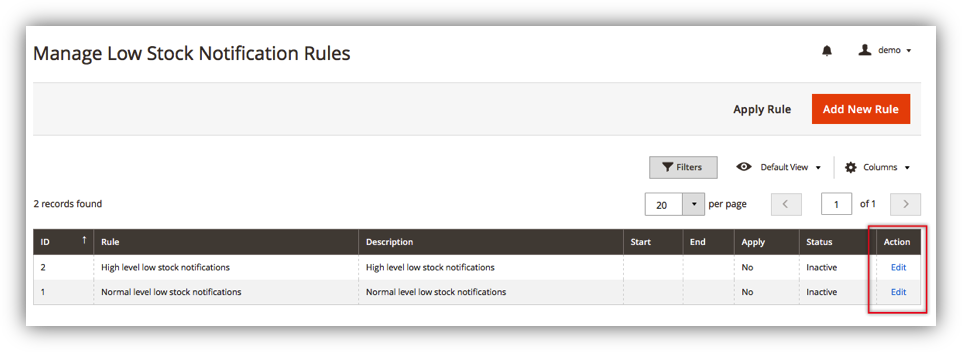 Manage Low Stock Notification Rules
demo
Apply Rule
Add New Rule
Filters
Default View
Columns
2 records found
20
per page
1
of 1
ID ↑ Rule Description Start End Apply Status Action
2 High level low stock notifications High level low stock notifications No Inactive Edit
1 Normal level low stock notifications Normal level low stock notifications No Inactive Edit